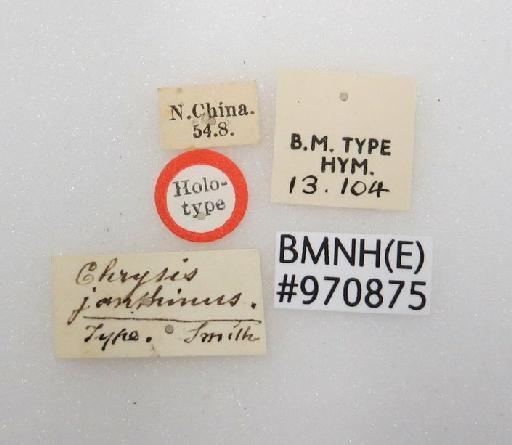 N. China.
54.8.
B.M. TYPE
HYM.
13.104
Holo-
type
BMNH(E)
#970875
Chrysis
janthinus.
Type. Smith